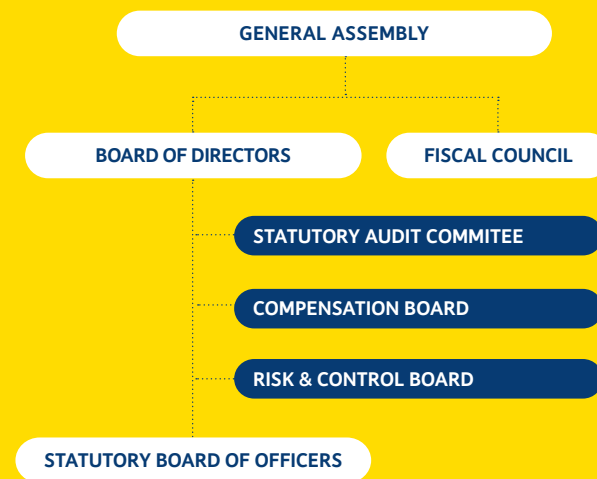 GENERAL ASSEMBLY
BOARD OF DIRECTORS
FISCAL COUNCIL
STATUTORY AUDIT COMMITEE
COMPENSATION BOARD
RISK & CONTROL BOARD
STATUTORY BOARD OF OFFICERS